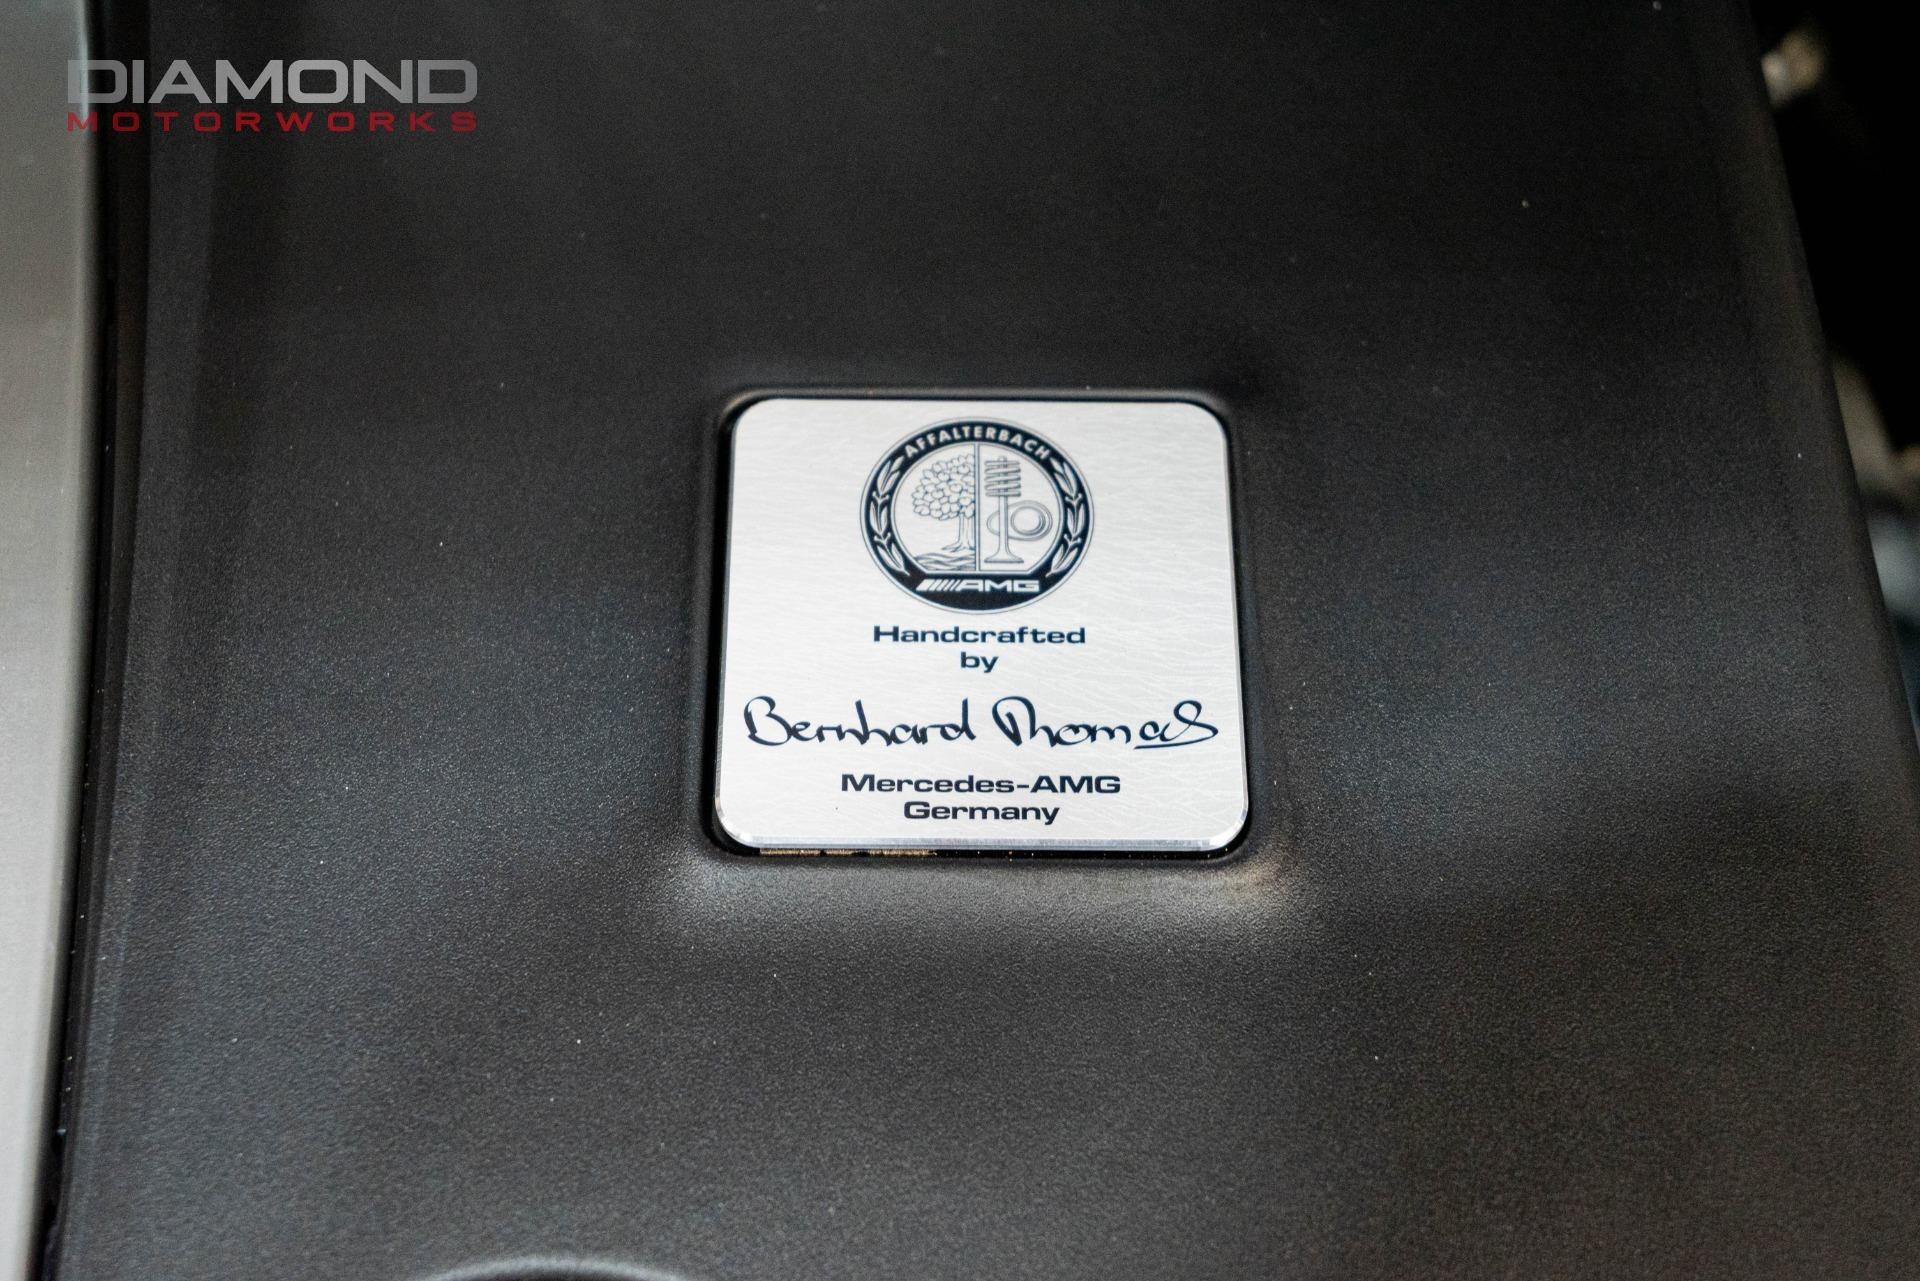 DIAMOND
MOTORWORKS
AFFALTERBACH
AMG
Handcrafted
by
Bernhard Thomas
Mercedes-AMG
Germany